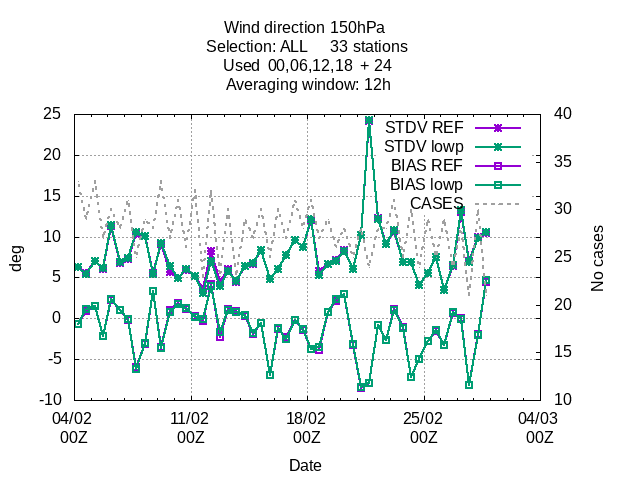 Wind direction 150hPa
Selection: ALL 33 stations
Used 00,06,12,18 + 24
Averaging window: 12h
25
20
15
10
5
0
-5
-10
deg
40
35
30
25
20
15
10
No cases
STDV REF
STDV lowp
BIAS REF
BIAS lowp
CASES
04/02 11/02 18/02 25/02 04/03
00Z 00Z 00Z 00Z 00Z
Date